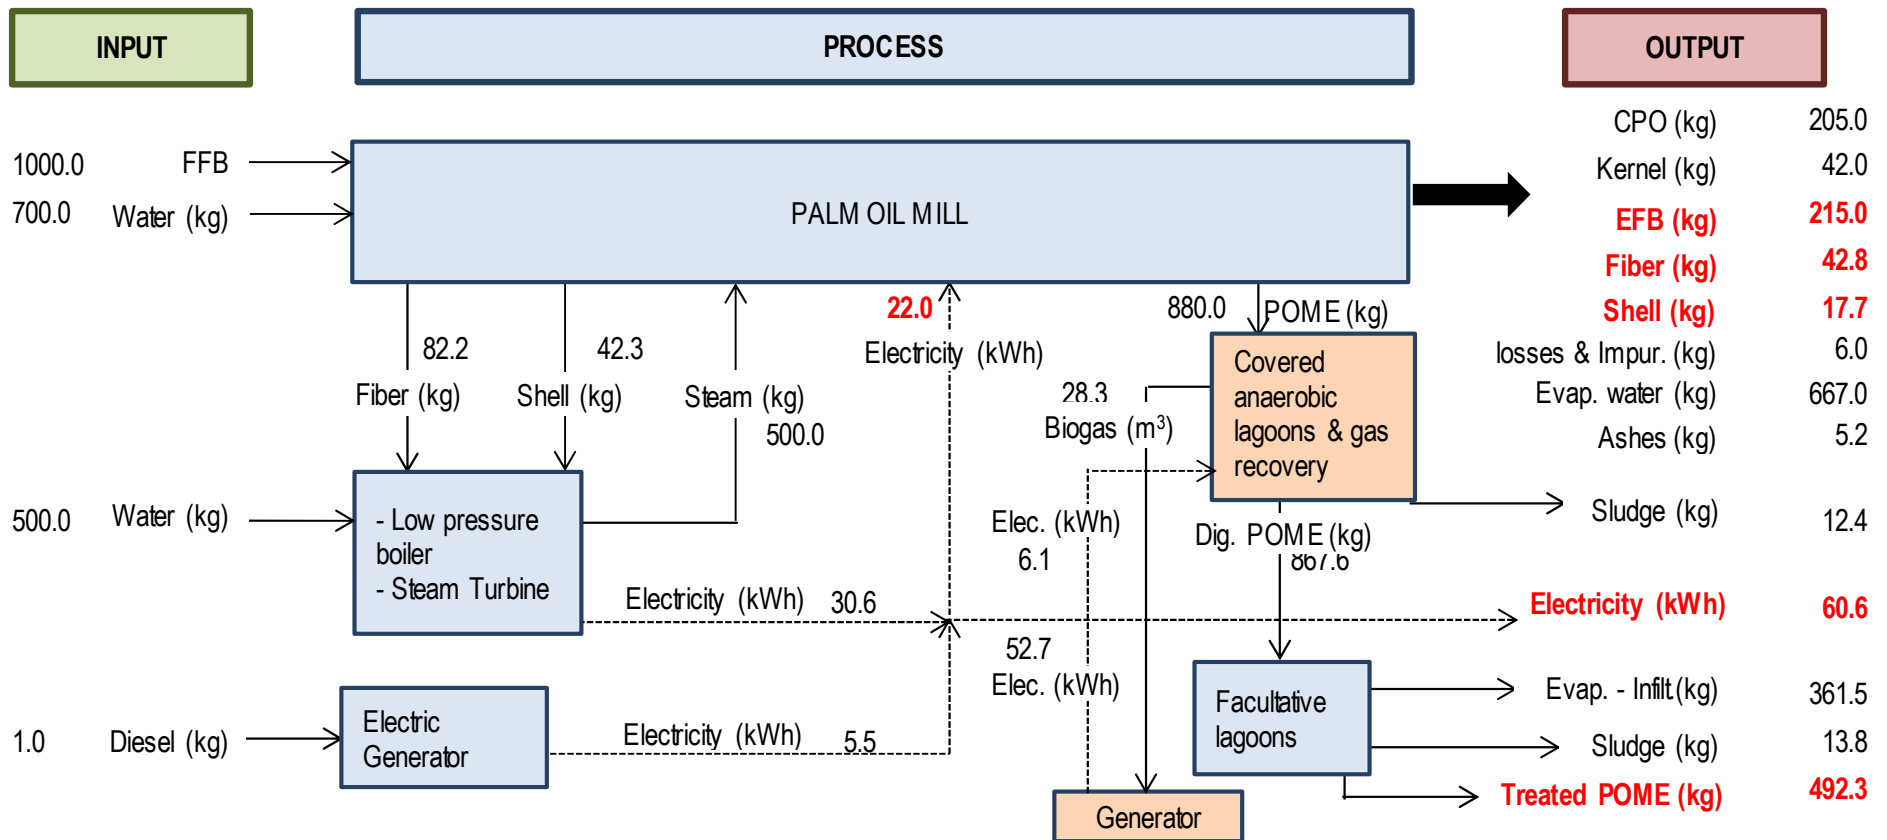 INPUT
PROCESS
OUTPUT
1000.0 FFB
700.0 Water (kg)
PALM OIL MILL
CPO (kg) 205.0
Kernel (kg) 42.0
EFB (kg) 215.0
Fiber (kg) 42.8
Shell (kg) 17.7
losses & Impur. (kg) 6.0
Evap. water (kg) 667.0
Ashes (kg) 5.2
82.2
Fiber (kg)
42.3
Shell (kg)
Steam (kg)
500.0
22.0
Electricity (kWh)
880.0 POME (kg)
28.3
Biogas (m³)
Covered
anaerobic
lagoons & gas
recovery
500.0 Water (kg)
- Low pressure
boiler
- Steam Turbine
Elec. (kWh)
6.1
Dig. POME (kg)
867.6
Sludge (kg) 12.4
Electricity (kWh) 30.6
Electricity (kWh) 60.6
52.7
Elec. (kWh)
1.0 Diesel (kg)
Electric
Generator
Electricity (kWh) 5.5
Facultative
lagoons
Evap. - Infilt.(kg) 361.5
Sludge (kg) 13.8
Treated POME (kg) 492.3
Generator